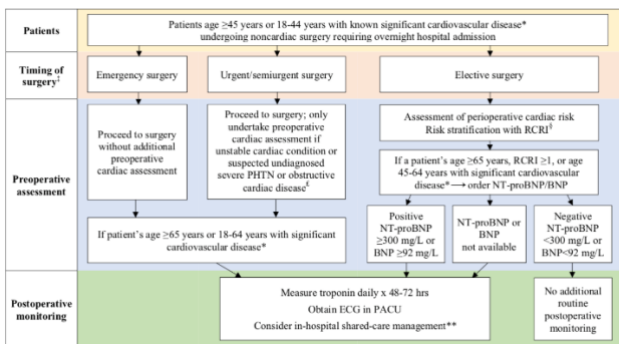 Patients
Patients age ≥45 years or 18-44 years with known significant cardiovascular disease*
undergoing noncardiac surgery requiring overnight hospital admission
Timing of
surgery‡
Emergency surgery
Urgent/semiurgent surgery
Elective surgery
Preoperative
assessment
Proceed to surgery
without additional
preoperative
cardiac assessment
Proceed to surgery; only
undertake preoperative
cardiac assessment if
unstable cardiac condition or
suspected undiagnosed
severe PHTN or obstructive
cardiac disease£
Assessment of perioperative cardiac risk
Risk stratification with RCRI§
If a patient's age ≥65 years, RCRI ≥1, or age
45-64 years with significant cardiovascular
disease* → order NT-proBNP/BNP
If patient's age ≥65 years or 18-64 years with significant
cardiovascular disease*
Positive
NT-proBNP
≥300 mg/L or
BNP ≥92 mg/L
NT-proBNP or
BNP
not available
Negative
NT-proBNP
<300 mg/L or
BNP<92 mg/L
Postoperative
monitoring
Measure troponin daily x 48-72 hrs
Obtain ECG in PACU
Consider in-hospital shared-care management**
No additional
routine
postoperative
monitoring